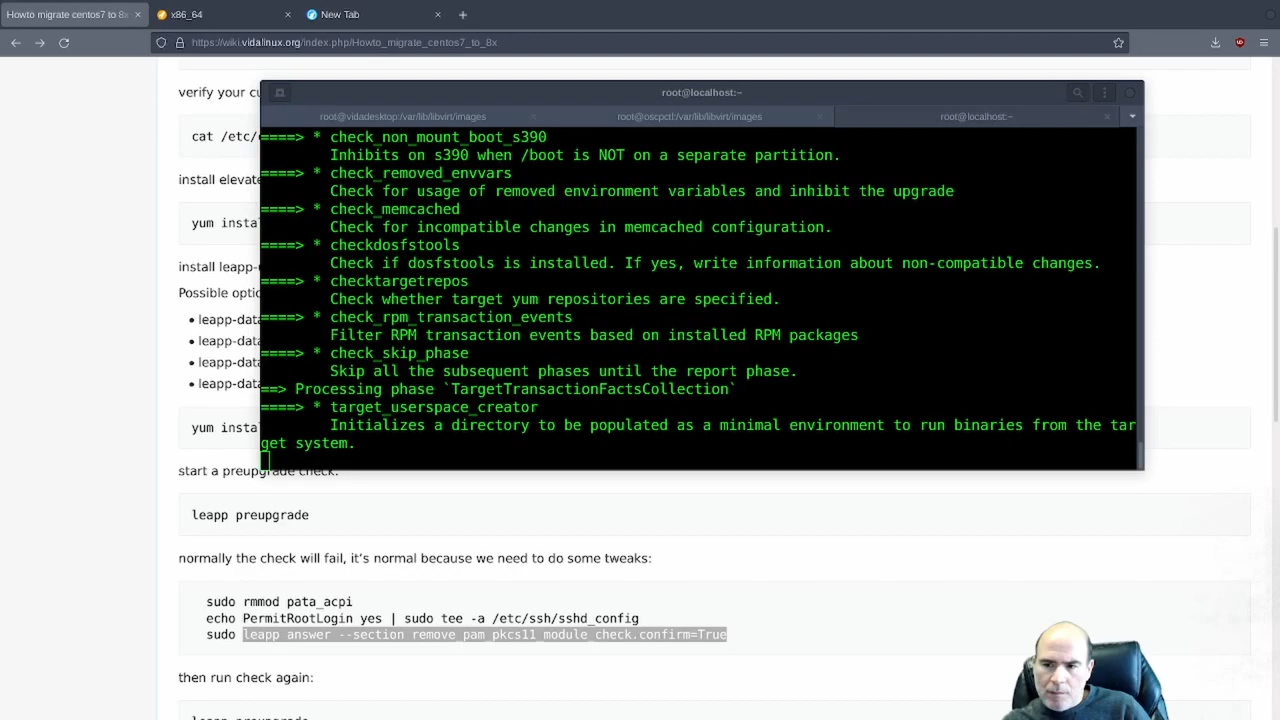 Howto migrate centos7 to 8x
x86_64
New Tab
https://wiki.vidalinux.org/index.php/Howto_migrate_centos7_to_8x
verify your cu
root@localhost:~
root@vidadesktop:/var/lib/libvirt/images
root@oscpctl:/var/lib/libvirt/images
root@localhost:~
cat /etc/
install elevate
yum insta
install leapp-
Possible optio
• leapp-data
• leapp-data
• leapp-data
• leapp-data
yum insta
====> * check_non_mount_boot_s390
Inhibits on s390 when /boot is NOT on a separate partition.
====> * check_removed_envvars
Check for usage of removed environment variables and inhibit the upgrade
====> * check_memcached
Check for incompatible changes in memcached configuration.
====> * checkdosfstools
Check if dosfstools is installed. If yes, write information about non-compatible changes.
====> * checktargetrepos
Check whether target yum repositories are specified.
====> * check_rpm_transaction_events
Filter RPM transaction events based on installed RPM packages
====> * check_skip_phase
Skip all the subsequent phases until the report phase.
==> Processing phase `TargetTransactionFactsCollection`
====> * target_userspace_creator
Initializes a directory to be populated as a minimal environment to run binaries from the tar
get system.
start a preupgrade check:
leapp preupgrade
normally the check will fail, it's normal because we need to do some tweaks:
sudo rmmod pata_acpi
echo PermitRootLogin yes | sudo tee -a /etc/ssh/sshd_config
sudo leapp answer --section remove_pam_pkcs11_module_check.confirm=True
then run check again:
leapp preupgrade